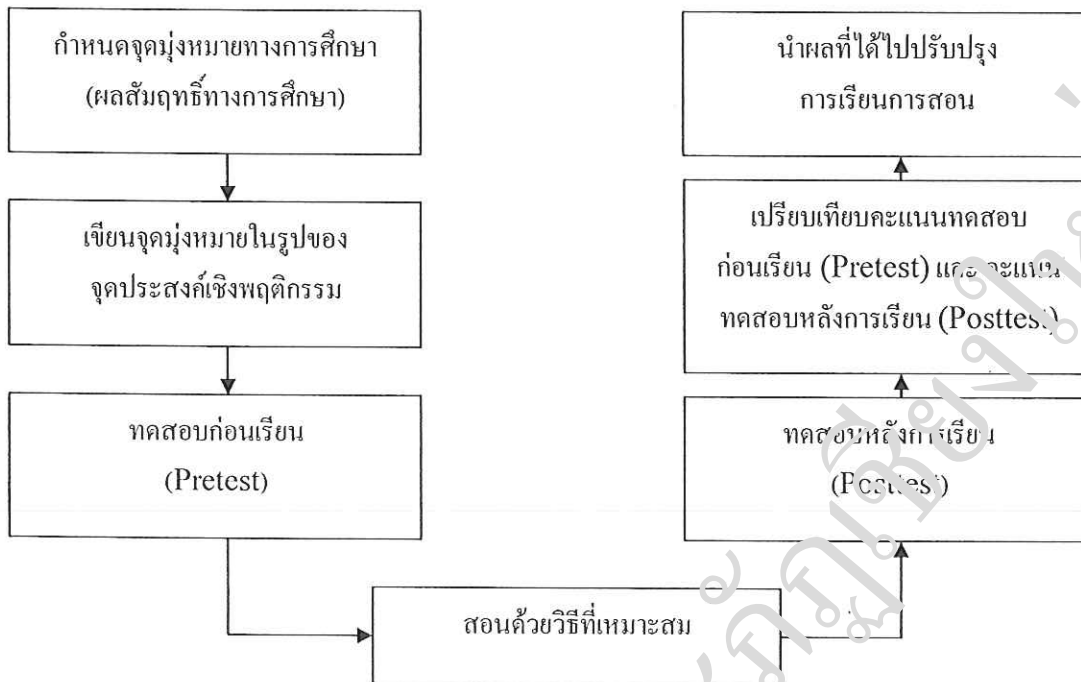 กำหนดจุดมุ่งหมายทางการศึกษา
(ผลสัมฤทธิ์ทางการศึกษา)
เขียนจุดมุ่งหมายในรูปของ
จุดประสงค์เชิงพฤติกรรม
ทดสอบก่อนเรียน
(Pretest)
สอนด้วยวิธีที่เหมาะสม
ทดสอบหลังการเรียน
(Posttest)
เปรียบเทียบคะแนนทดสอบ
ก่อนเรียน (Pretest) และคะแนน
ทดสอบหลังการเรียน (Posttest)
นำผลที่ได้ไปปรับปรุง
การเรียนการสอน